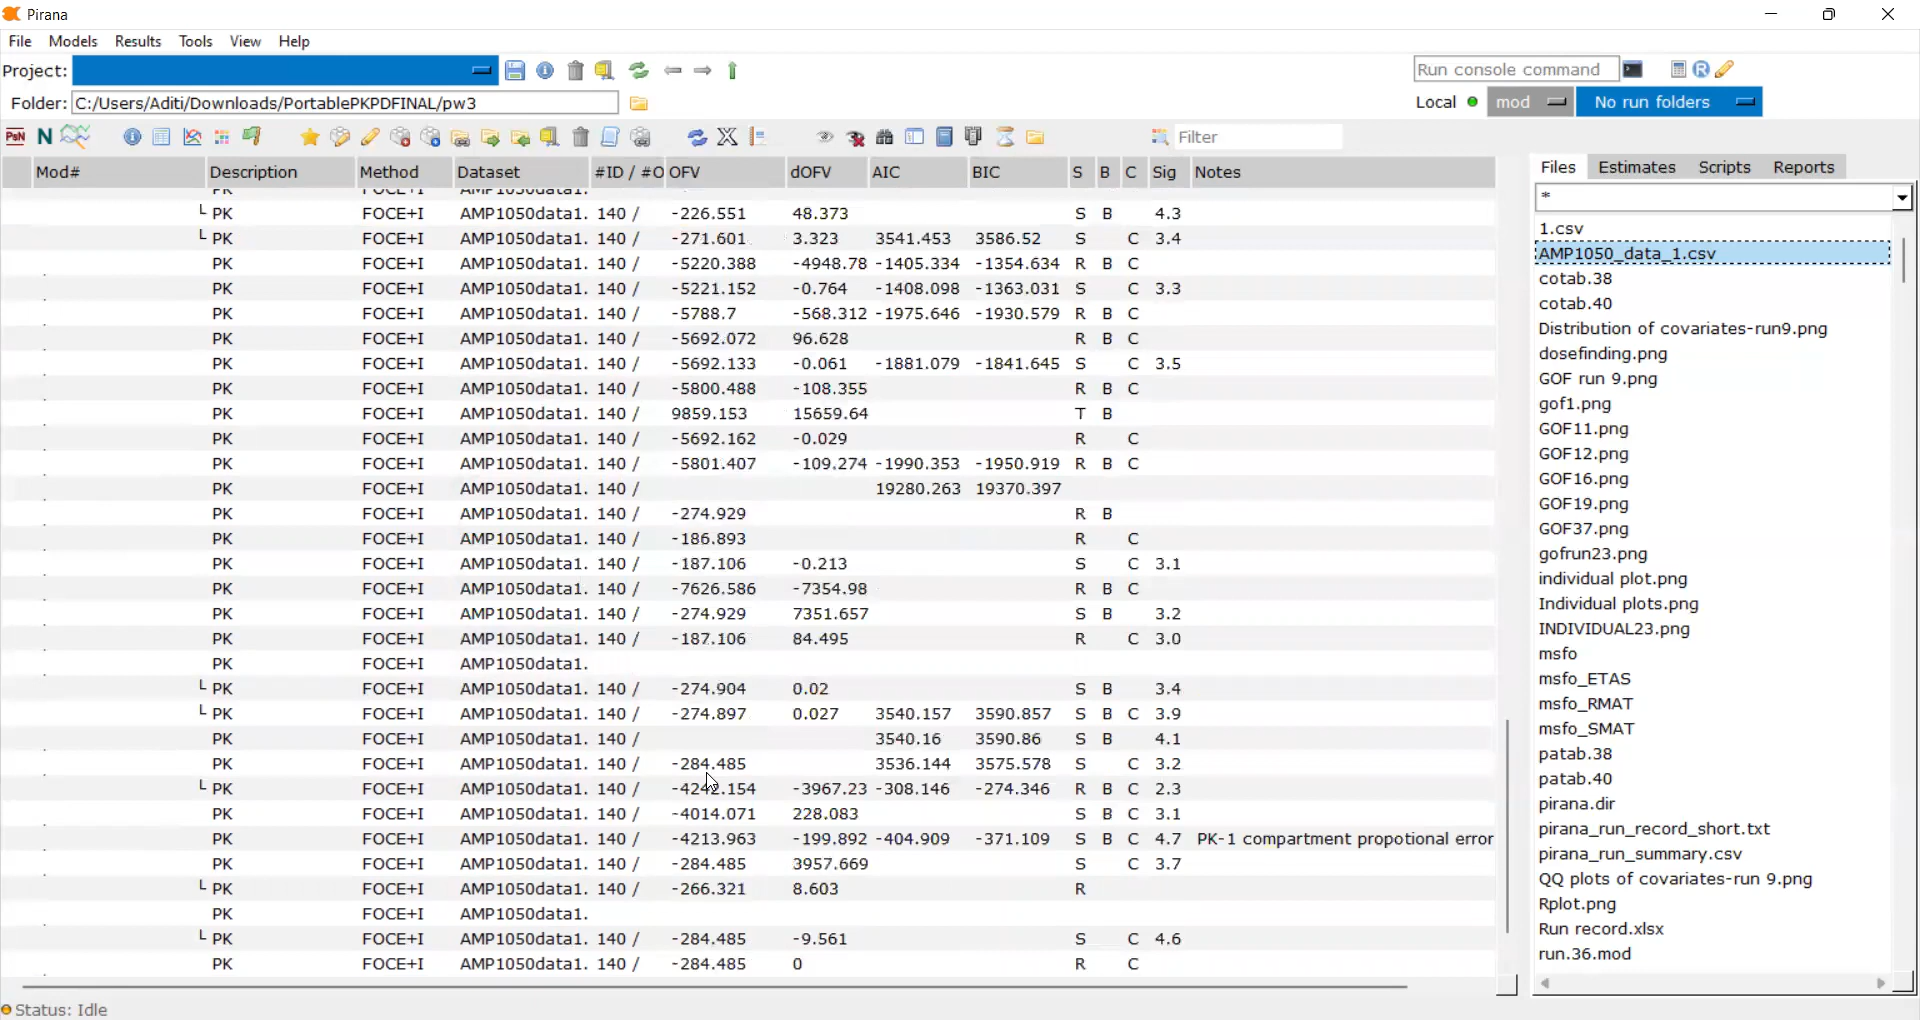 Pirana
File Models Results Tools View Help
Project:
Run console command
Folder: C:/Users/Aditi/Downloads/PortablePKPDFINAL/pw3
Local mod No run folders
PsN N Filter
Mod# Description Method Dataset #ID / #O OFV dOFV AIC BIC S B C Sig Notes
PK FOCE+I AMP1050data1.
PK FOCE+I AMP1050data1. 140 / -226.551 48.373 S B 4.3
PK FOCE+I AMP1050data1. 140 / -271.601 3.323 3541.453 3586.52 S C 3.4
PK FOCE+I AMP1050data1. 140 / -5220.388 -4948.78 -1405.334 -1354.634 R B C
PK FOCE+I AMP1050data1. 140 / -5221.152 -0.764 -1408.098 -1363.031 S C 3.3
PK FOCE+I AMP1050data1. 140 / -5788.7 -568.312 -1975.646 -1930.579 R B C
PK FOCE+I AMP1050data1. 140 / -5692.072 96.628 R B C
PK FOCE+I AMP1050data1. 140 / -5692.133 -0.061 -1881.079 -1841.645 S C 3.5
PK FOCE+I AMP1050data1. 140 / -5800.488 -108.355 R B C
PK FOCE+I AMP1050data1. 140 / 9859.153 15659.64 T B
PK FOCE+I AMP1050data1. 140 / -5692.162 -0.029 R C
PK FOCE+I AMP1050data1. 140 / -5801.407 -109.274 -1990.353 -1950.919 R B C
PK FOCE+I AMP1050data1. 140 / 19280.263 19370.397
PK FOCE+I AMP1050data1. 140 / -274.929 R B
PK FOCE+I AMP1050data1. 140 / -186.893 R C
PK FOCE+I AMP1050data1. 140 / -187.106 -0.213 S C 3.1
PK FOCE+I AMP1050data1. 140 / -7626.586 -7354.98 R B C
PK FOCE+I AMP1050data1. 140 / -274.929 7351.657 S B 3.2
PK FOCE+I AMP1050data1. 140 / -187.106 84.495 R C 3.0
PK FOCE+I AMP1050data1.
PK FOCE+I AMP1050data1. 140 / -274.904 0.02 S B 3.4
PK FOCE+I AMP1050data1. 140 / -274.897 0.027 3540.157 3590.857 S B C 3.9
PK FOCE+I AMP1050data1. 140 / 3540.16 3590.86 S B 4.1
PK FOCE+I AMP1050data1. 140 / -284.485 3536.144 3575.578 S C 3.2
PK FOCE+I AMP1050data1. 140 / -4242.154 -3967.23 -308.146 -274.346 R B C 2.3
PK FOCE+I AMP1050data1. 140 / -4014.071 228.083 S B C 3.1
PK FOCE+I AMP1050data1. 140 / -4213.963 -199.892 -404.909 -371.109 S B C 4.7 PK-1 compartment propotional error
PK FOCE+I AMP1050data1. 140 / -284.485 3957.669 S C 3.7
PK FOCE+I AMP1050data1. 140 / -266.321 8.603 R
PK FOCE+I AMP1050data1.
PK FOCE+I AMP1050data1. 140 / -284.485 -9.561 S C 4.6
PK FOCE+I AMP1050data1. 140 / -284.485 0 R C
Status: Idle
Files Estimates Scripts Reports
*
1.csv
AMP1050_data_1.csv
cotab.38
cotab.40
Distribution of covariates-run9.png
dosefinding.png
GOF run 9.png
gof1.png
GOF11.png
GOF12.png
GOF16.png
GOF19.png
GOF37.png
gofrun23.png
individual plot.png
Individual plots.png
INDIVIDUAL23.png
msfo
msfo_ETAS
msfo_RMAT
msfo_SMAT
patab.38
patab.40
pirana.dir
pirana_run_record_short.txt
pirana_run_summary.csv
QQ plots of covariates-run 9.png
Rplot.png
Run record.xlsx
run.36.mod